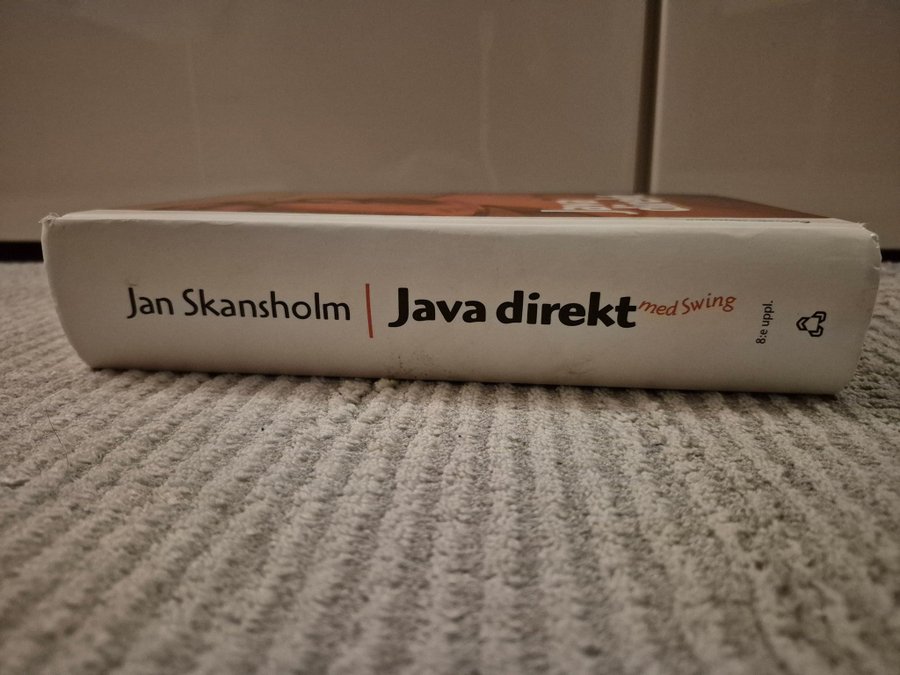 Jan Skansholm | Java direkt med Swing
8:e uppl.